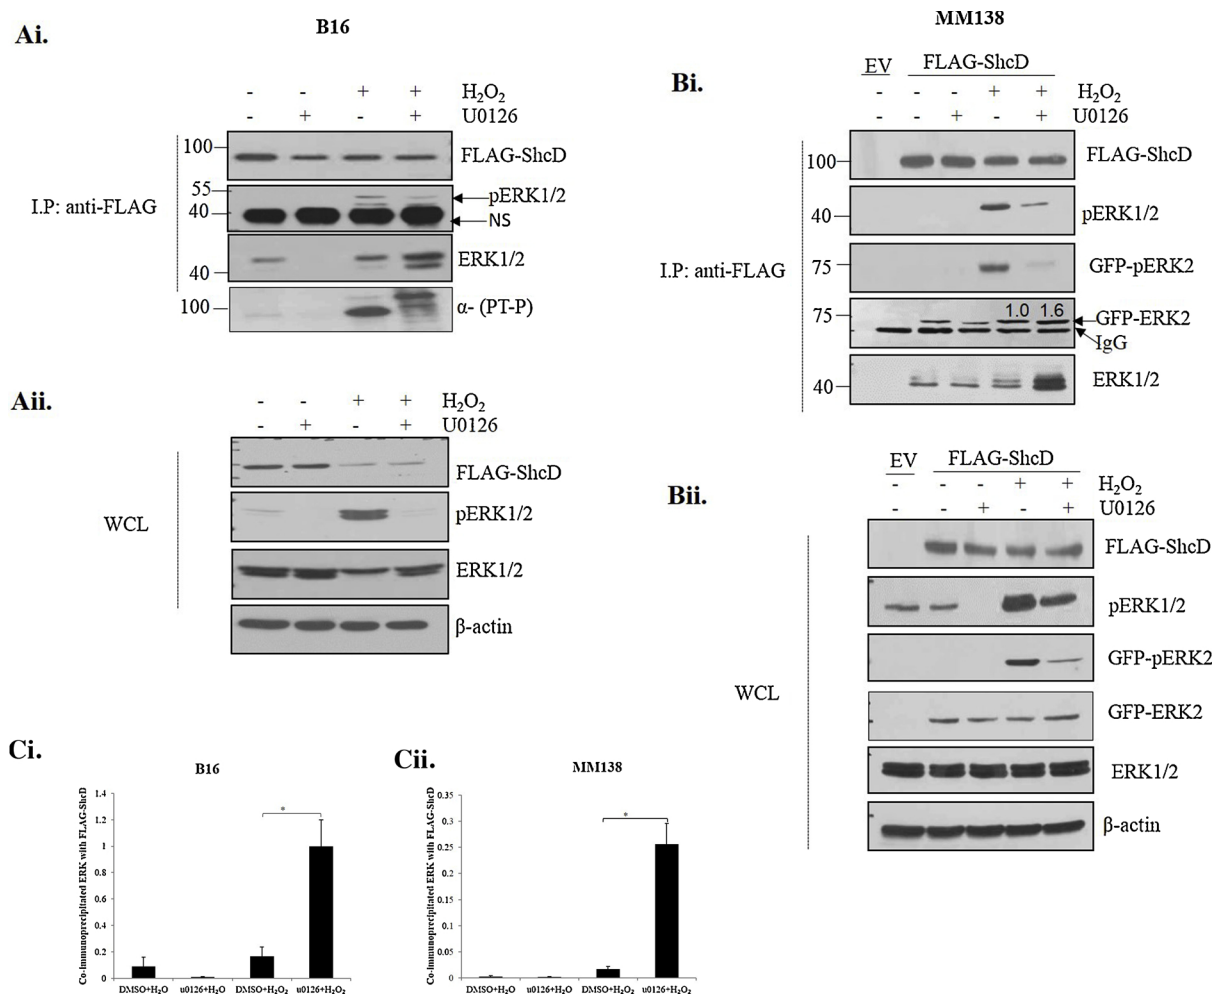 Ai.
B16
- - + + H₂O₂
- + - + U0126
100
FLAG-ShcD
I.P: anti-FLAG
55
40
pERK1/2
NS
ERK1/2
40
100
α- (PT-P)
Aii.
- - + + H₂O₂
- + - + U0126
WCL
FLAG-ShcD
pERK1/2
ERK1/2
β-actin
MM138
Bi.
EV FLAG-ShcD
- - - + + H₂O₂
- - + - + U0126
I.P: anti-FLAG
100
FLAG-ShcD
40
pERK1/2
75
GFP-pERK2
75
1.0 1.6
GFP-ERK2
IgG
40
ERK1/2
Bii.
EV FLAG-ShcD
- - - + + H₂O₂
- - + - + U0126
WCL
FLAG-ShcD
pERK1/2
GFP-pERK2
GFP-ERK2
ERK1/2
β-actin
Ci.
B16
Co-Immunoprecipitated ERK with FLAG-ShcD
1.4
1.2
1
0.8
0.6
0.4
0.2
0
*
DMSO+H₂O u0126+H₂O DMSO+H₂O₂ u0126+H₂O₂
Cii.
MM138
Co-Immunoprecipitated ERK with FLAG-ShcD
0.35
0.3
0.25
0.2
0.15
0.1
0.05
0
*
DMSO+H₂O u0126+H₂O DMSO+H₂O₂ u0126+H₂O₂